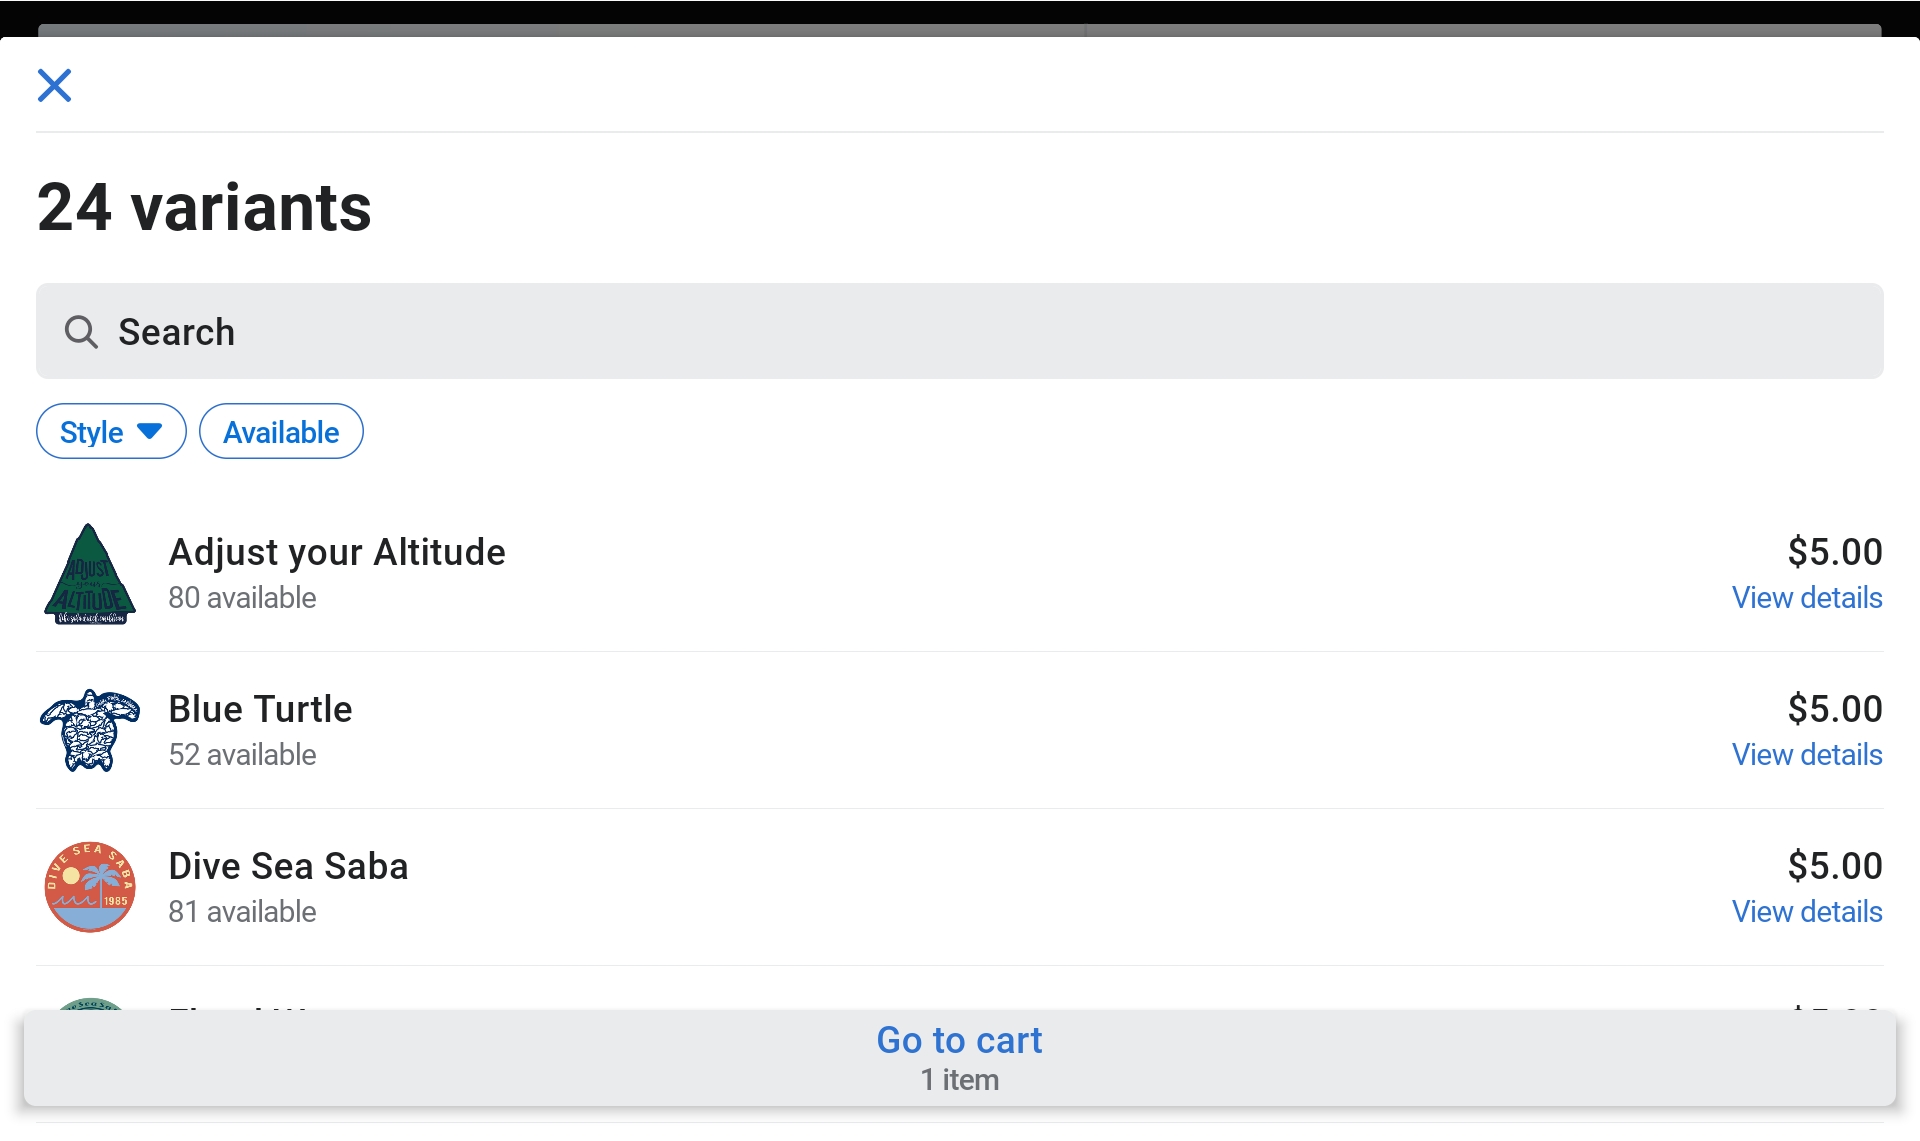 24 variants
Search
Style
Available
ADJUST
your
ALTITUDE
Adjust your Altitude
80 available
$5.00
View details
Blue Turtle
52 available
$5.00
View details
DIVE SEA SABA
1985
Dive Sea Saba
81 available
$5.00
View details
Go to cart
1 item